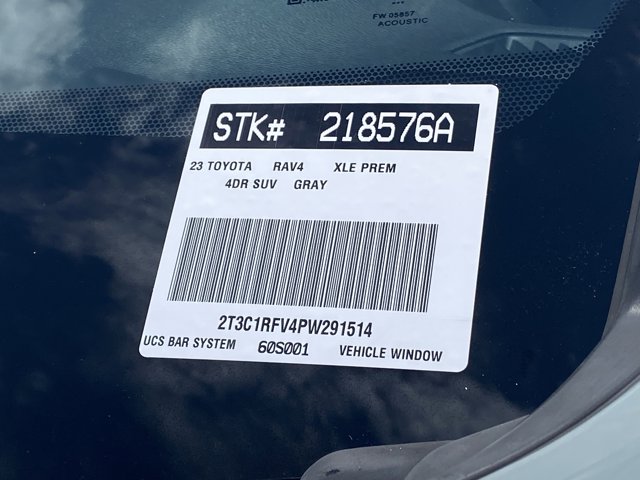 FW 05857
ACOUSTIC
STK# 218576A
23 TOYOTA RAV4 XLE PREM
4DR SUV GRAY
2T3C1RFV4PW291514
UCS BAR SYSTEM 60S001 VEHICLE WINDOW